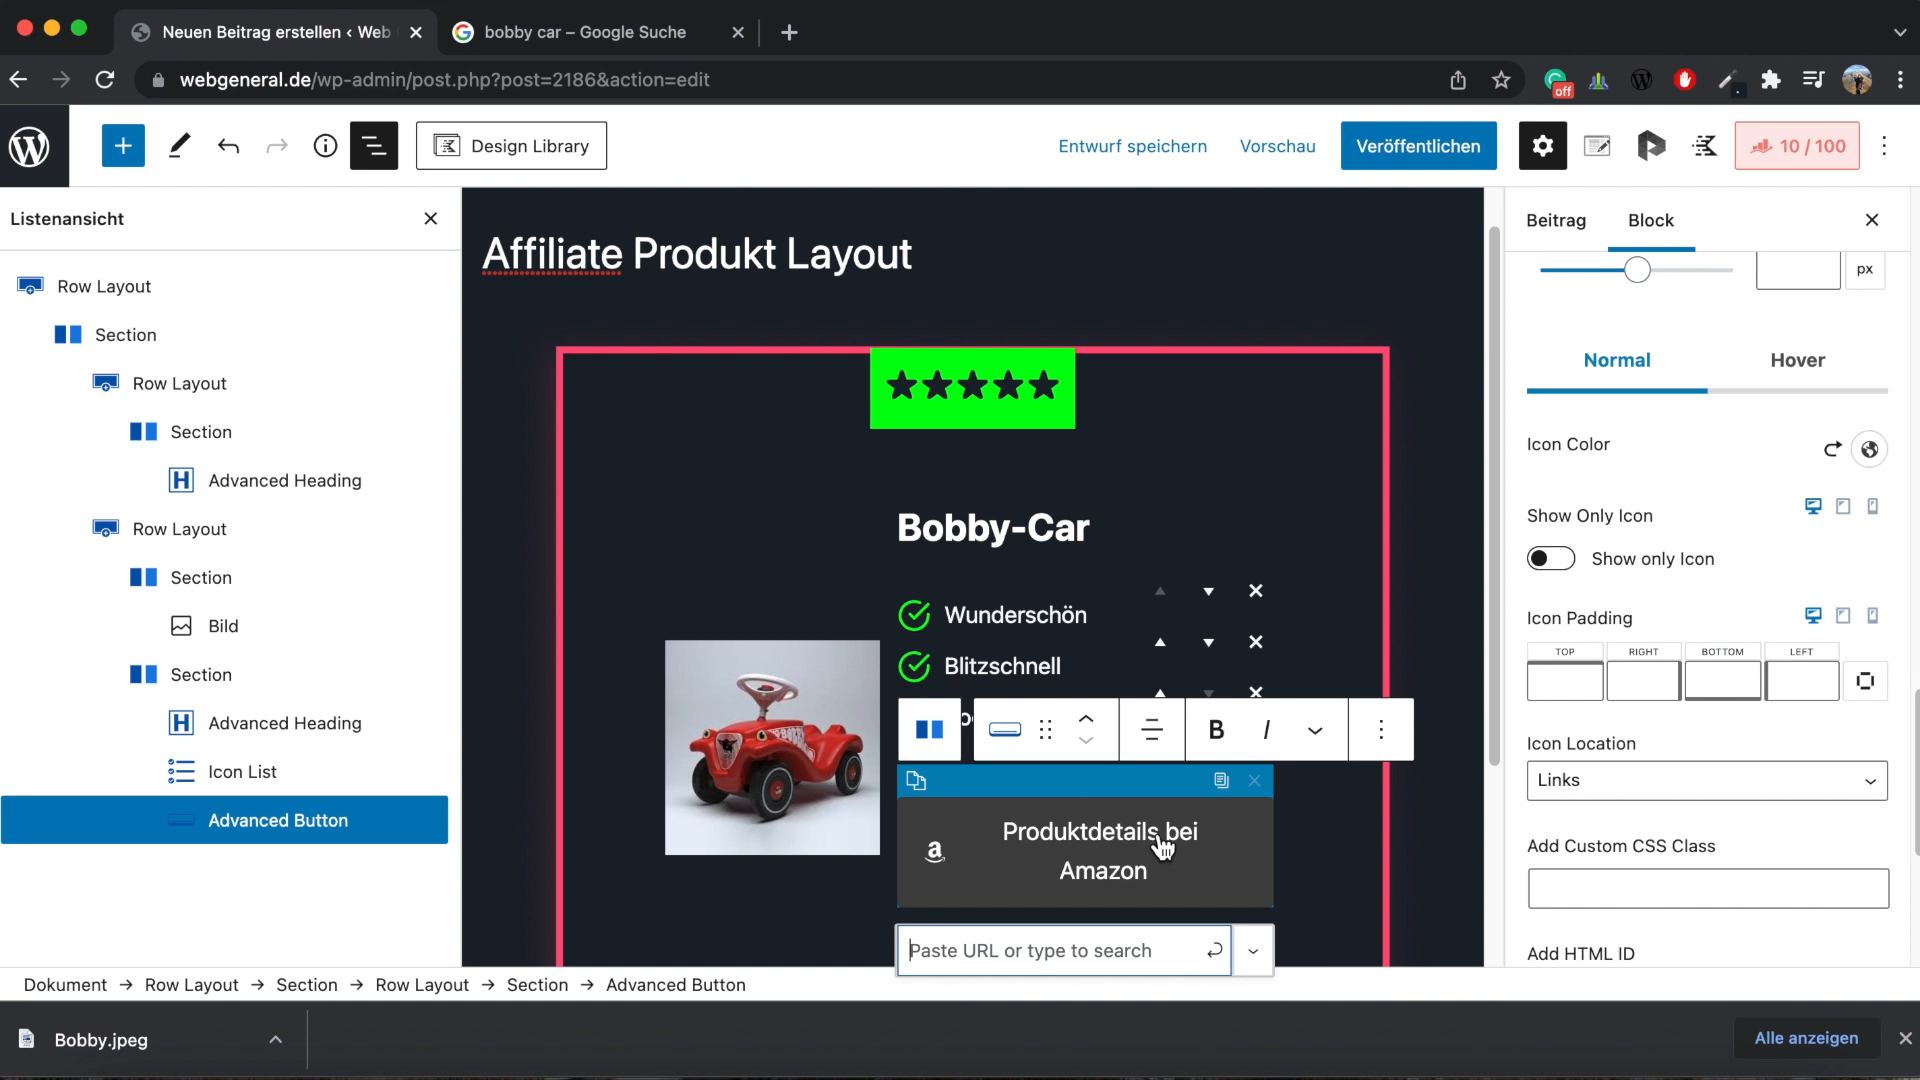 Neuen Beitrag erstellen ‹ Web
bobby car – Google Suche
webgeneral.de/wp-admin/post.php?post=2186&action=edit
off
Design Library
Entwurf speichern
Vorschau
Veröffentlichen
10 / 100
Listenansicht
Row Layout
Section
Row Layout
Section
Advanced Heading
Row Layout
Section
Bild
Section
Advanced Heading
Icon List
Advanced Button
Affiliate Produkt Layout
Bobby-Car
Wunderschön
Blitzschnell
B I
Produktdetails bei
Amazon
Paste URL or type to search
Beitrag
Block
px
Normal
Hover
Icon Color
Show Only Icon
Show only Icon
Icon Padding
TOP RIGHT BOTTOM LEFT
Icon Location
Links
Add Custom CSS Class
Add HTML ID
Dokument → Row Layout → Section → Row Layout → Section → Advanced Button
Bobby.jpeg
Alle anzeigen